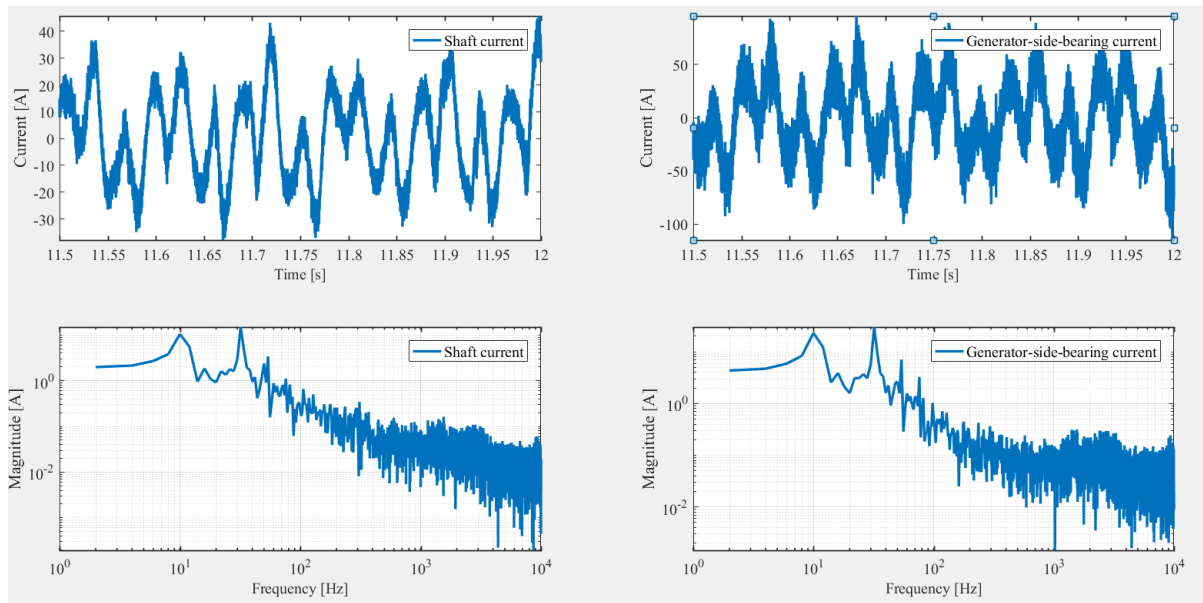 Shaft current
Current [A]
40
30
20
10
0
-10
-20
-30
11.5 11.55 11.6 11.65 11.7 11.75 11.8 11.85 11.9 11.95 12
Time [s]
Generator-side-bearing current
Current [A]
50
0
-50
-100
11.5 11.55 11.6 11.65 11.7 11.75 11.8 11.85 11.9 11.95 12
Time [s]
Shaft current
Magnitude [A]
10^0
10^-2
10^0 10^1 10^2 10^3 10^4
Frequency [Hz]
Generator-side-bearing current
Magnitude [A]
10^0
10^-2
10^0 10^1 10^2 10^3 10^4
Frequency [Hz]